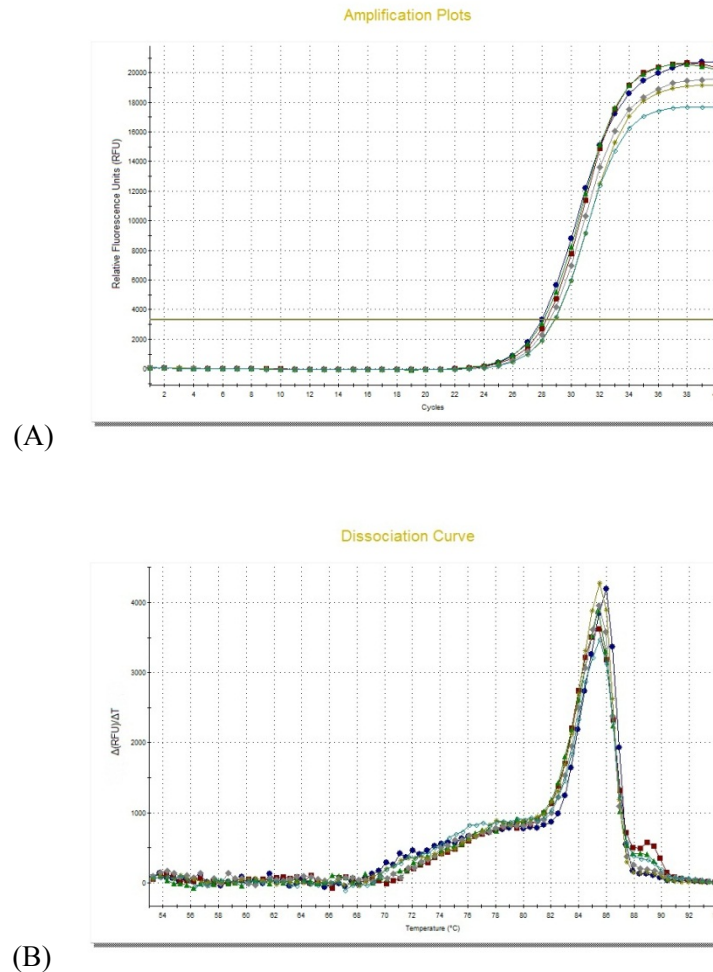 Amplification Plots
Relative Fluorescence Units (RFU)
20000
18000
16000
14000
12000
10000
8000
6000
4000
2000
0
2 4 6 8 10 12 14 16 18 20 22 24 26 28 30 32 34 36 38
Cycles
(A)
Dissociation Curve
Δ(RFU)/ΔT
4000
3000
2000
1000
0
54 56 58 60 62 64 66 68 70 72 74 76 78 80 82 84 86 88 90 92
Temperature (°C)
(B)